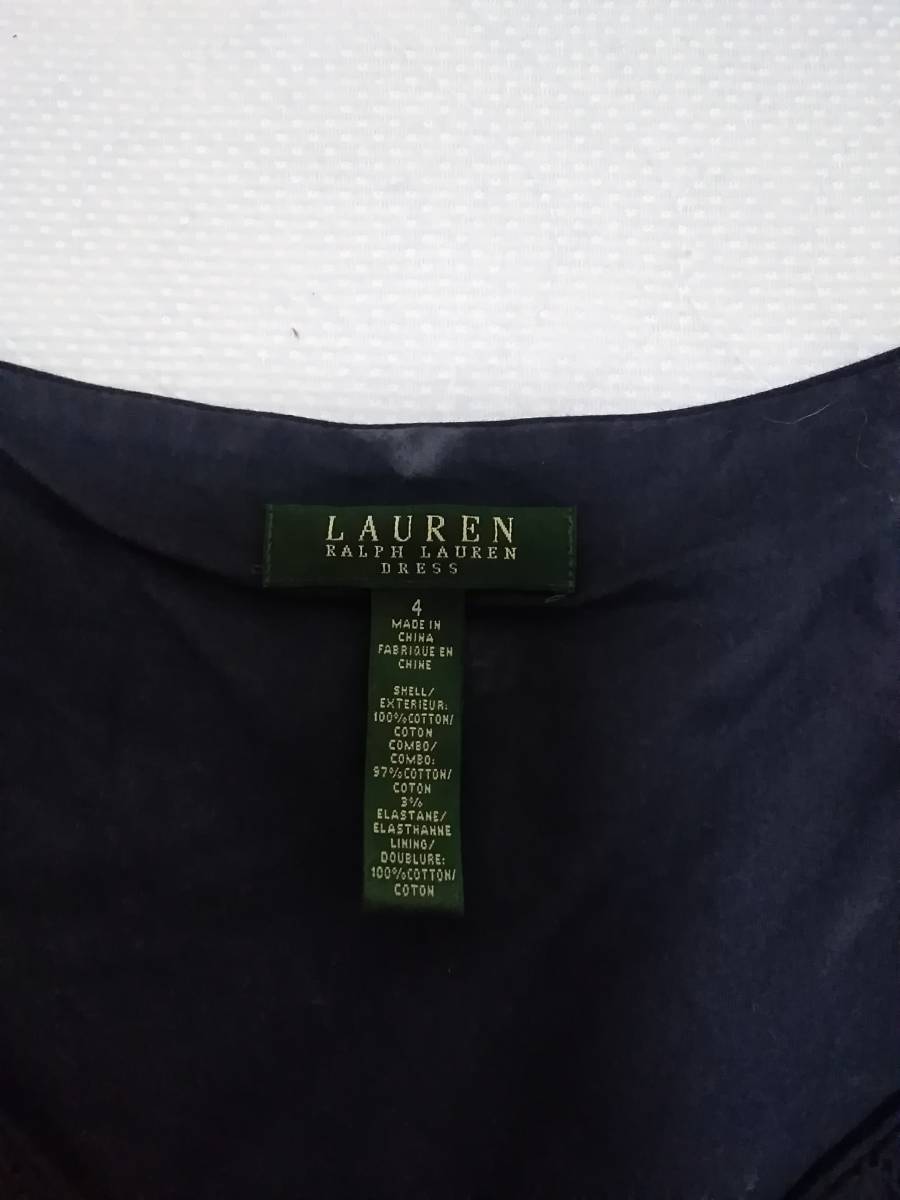 LAUREN
RALPH LAUREN
DRESS
4
MADE IN
CHINA
FABRIQUE EN
CHINE
SHELL/
EXTERIEUR:
100%COTTON/
COTON
COMBO/
COMBO:
97%COTTON/
COTON
3%
ELASTANE/
ELASTHANNE
LINING/
DOUBLURE:
100%COTTON/
COTON